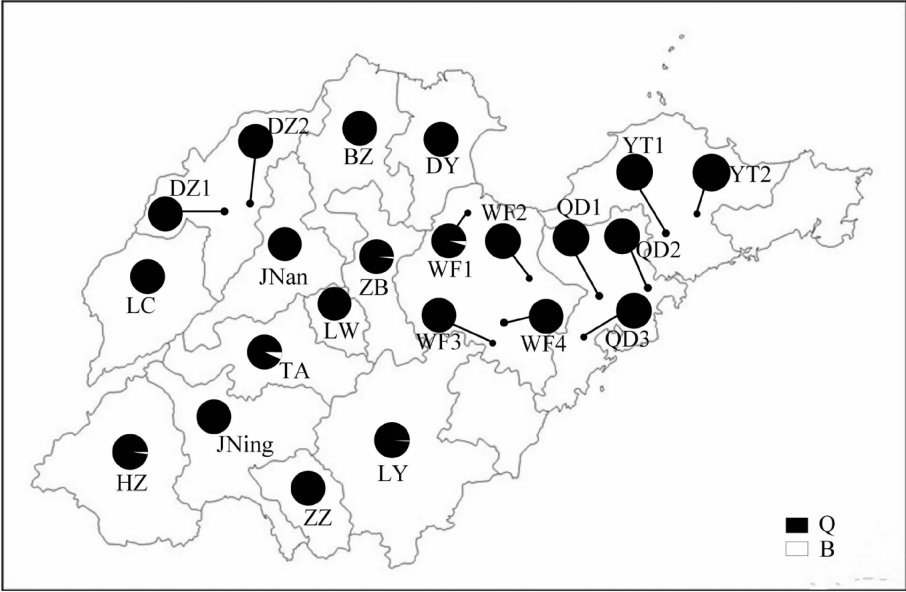 DZ2
BZ
DY
YT1
YT2
DZ1
WF2
QD1
QD2
WF1
JNan
ZB
LC
LW
WF3
WF4
QD3
TA
JNing
HZ
LY
ZZ
Q
B